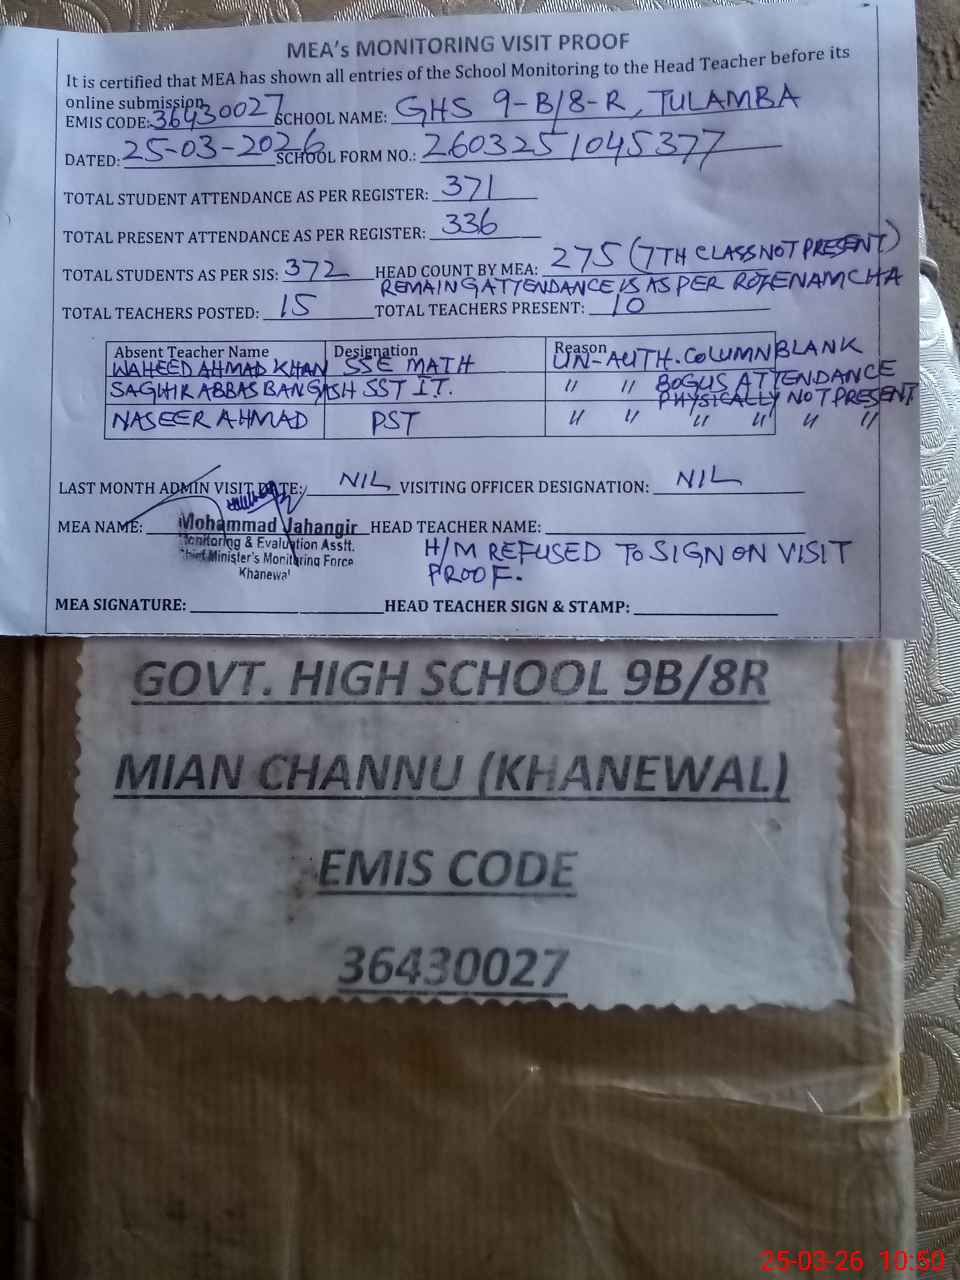 MEA's MONITORING VISIT PROOF
It is certified that MEA has shown all entries of the School Monitoring to the Head Teacher before its
online submission
EMIS CODE: 36430027 SCHOOL NAME: GHS 9-B/8-R, TULAMBA
DATED: 25-03-2026 SCHOOL FORM NO.: 2603251045377
TOTAL STUDENT ATTENDANCE AS PER REGISTER: 371
TOTAL PRESENT ATTENDANCE AS PER REGISTER: 336
TOTAL STUDENTS AS PER SIS: 372 HEAD COUNT BY MEA: 275 (7TH CLASS NOT PRESENT)
REMAING ATTENDANCE IS AS PER ROZENAMCHA
TOTAL TEACHERS POSTED: 15 TOTAL TEACHERS PRESENT: 10
Absent Teacher Name Designation Reason
WAHEED AHMAD KHAN SSE MATH UN-AUTH. COLUMN BLANK
SAGHIR ABBAS BANGASH SST I.T. " " BOGUS ATTENDANCE
PHYSICALLY NOT PRESENT
NASEER AHMAD PST " " " " " "
LAST MONTH ADMIN VISIT DATE: NIL VISITING OFFICER DESIGNATION: NIL
MEA NAME: Mohammad Jahangir HEAD TEACHER NAME:
Monitoring & Evaluation Asstt.
Chief Minister's Monitoring Force
Khanewal
H/M REFUSED TO SIGN ON VISIT
PROOF.
MEA SIGNATURE: HEAD TEACHER SIGN & STAMP:
GOVT. HIGH SCHOOL 9B/8R
MIAN CHANNU (KHANEWAL)
EMIS CODE
36430027
25-03-26 10:50